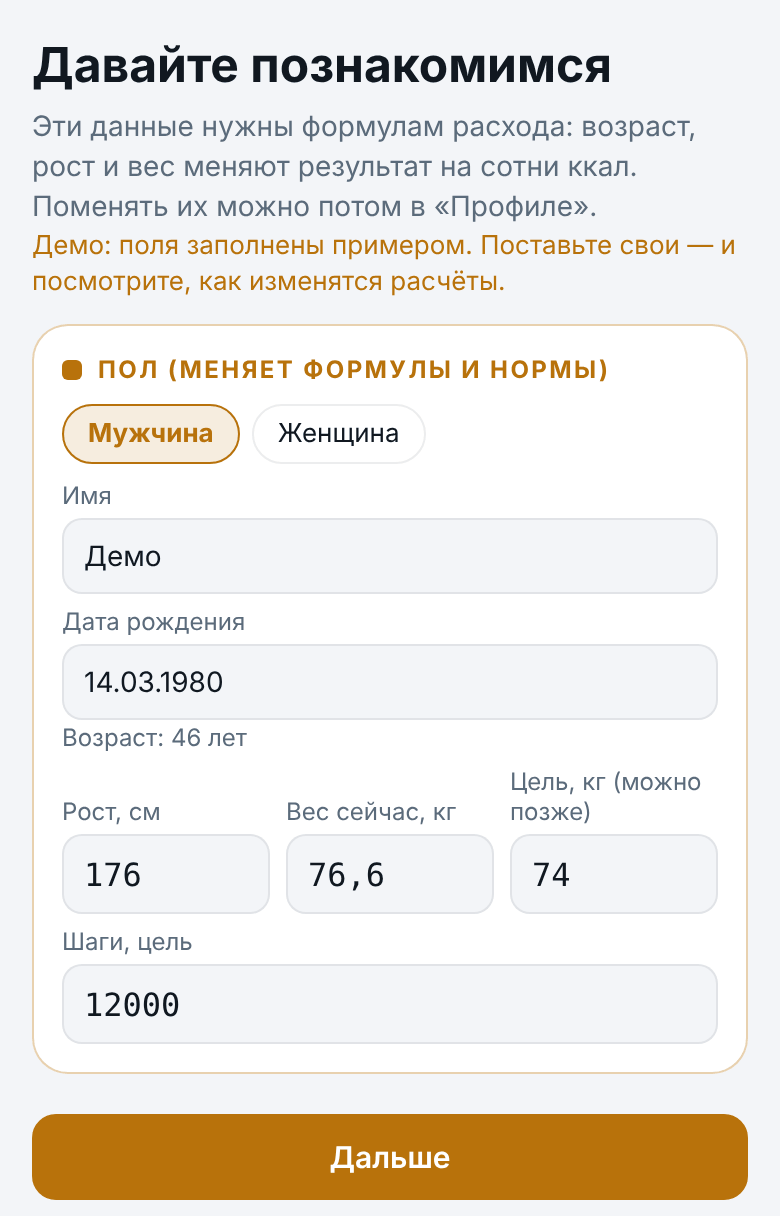 Давайте познакомимся
Эти данные нужны формулам расхода: возраст,
рост и вес меняют результат на сотни ккал.
Поменять их можно потом в «Профиле».
Демо: поля заполнены примером. Поставьте свои — и
посмотрите, как изменятся расчёты.
ПОЛ (МЕНЯЕТ ФОРМУЛЫ И НОРМЫ)
Мужчина Женщина
Имя
Демо
Дата рождения
14.03.1980
Возраст: 46 лет
Рост, см
Вес сейчас, кг
Цель, кг (можно
позже)
176
76,6
74
Шаги, цель
12000
Дальше